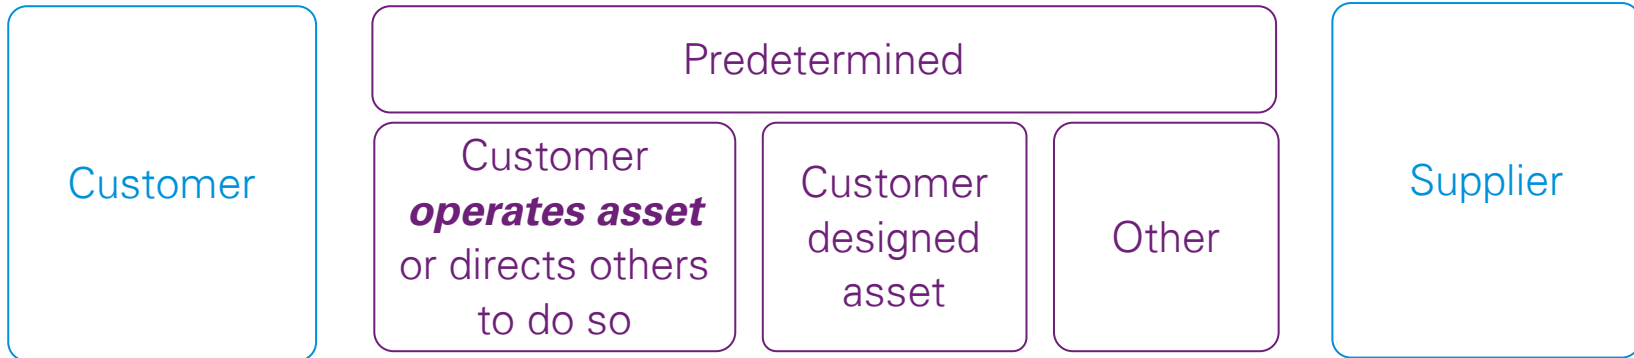 Customer
Predetermined
Customer
operates asset
or directs others
to do so
Customer
designed
asset
Other
Supplier